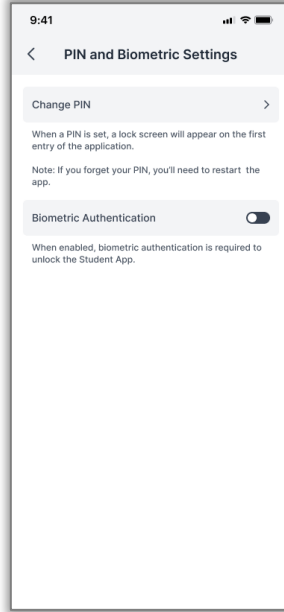 9:41
PIN and Biometric Settings
Change PIN
When a PIN is set, a lock screen will appear on the first
entry of the application.
Note: If you forget your PIN, you'll need to restart the
app.
Biometric Authentication
When enabled, biometric authentication is required to
unlock the Student App.